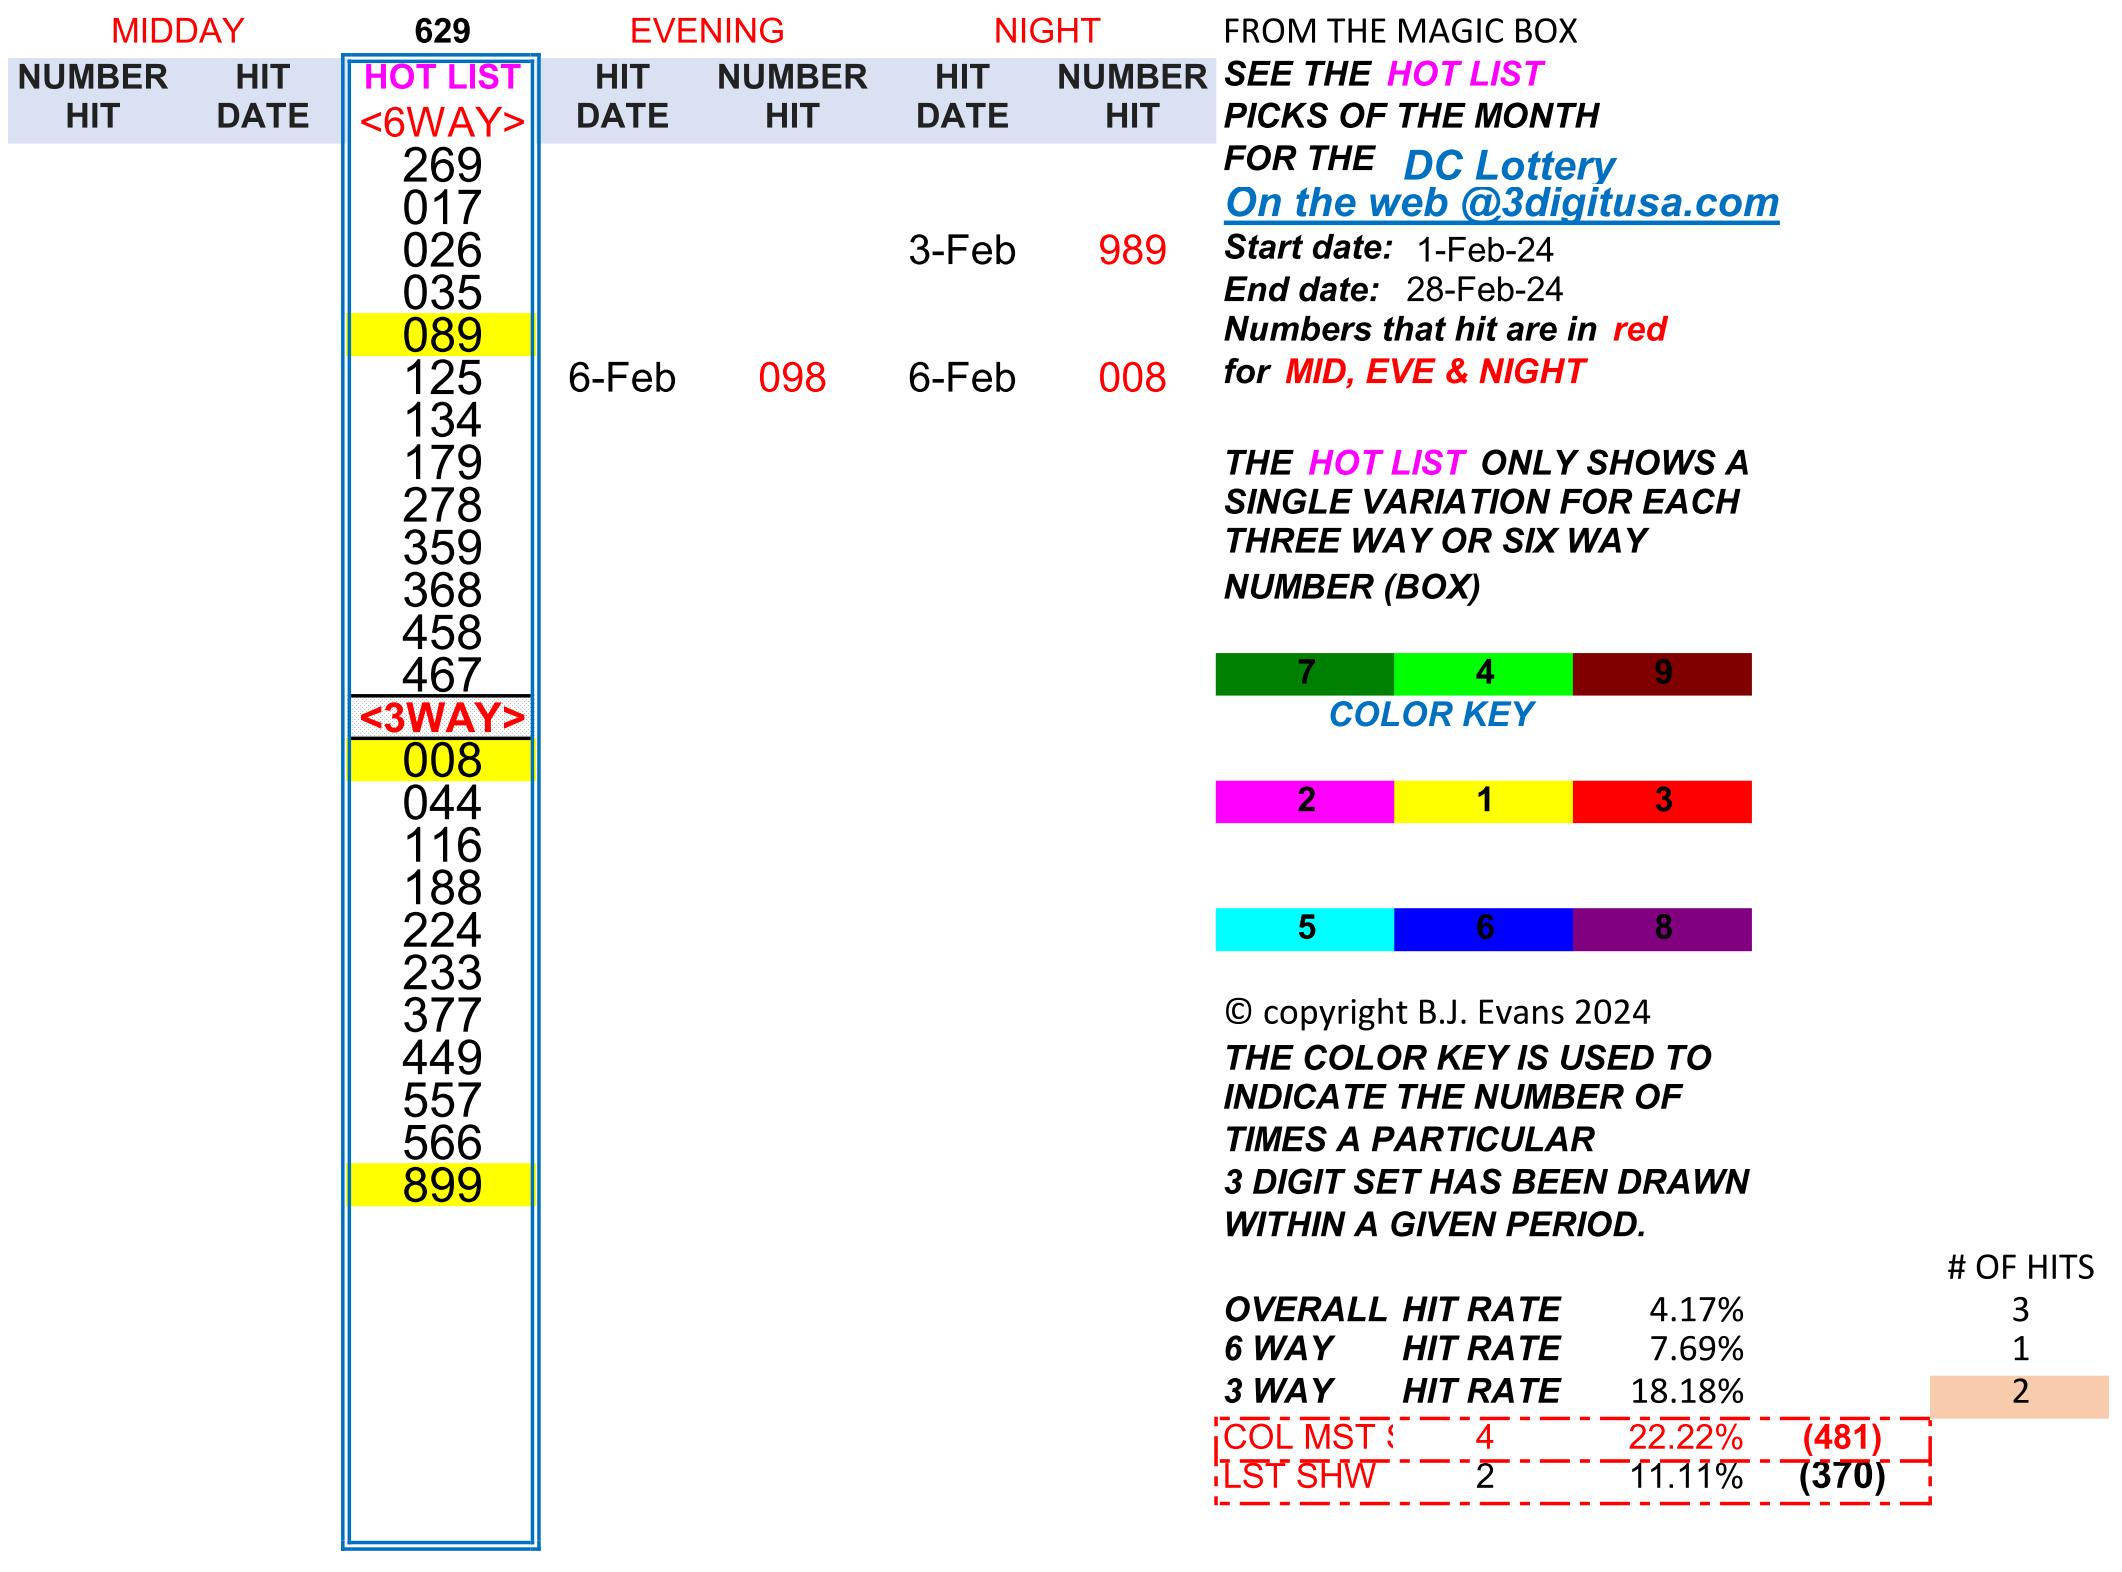 MIDDAY 629 EVENING NIGHT FROM THE MAGIC BOX
NUMBER HIT HOT LIST HIT NUMBER HIT NUMBER SEE THE HOT LIST
HIT DATE <6WAY> DATE HIT DATE HIT PICKS OF THE MONTH
269 FOR THE DC Lottery
017 On the web @3digitusa.com
026 3-Feb 989 Start date: 1-Feb-24
035 End date: 28-Feb-24
089 Numbers that hit are in red
125 6-Feb 098 6-Feb 008 for MID, EVE & NIGHT
134
179 THE HOT LIST ONLY SHOWS A
278 SINGLE VARIATION FOR EACH
359 THREE WAY OR SIX WAY
368 NUMBER (BOX)
458
467 7 4 9
<3WAY> COLOR KEY
008
044 2 1 3
116
188
224 5 6 8
233
377 © copyright B.J. Evans 2024
449 THE COLOR KEY IS USED TO
557 INDICATE THE NUMBER OF
566 TIMES A PARTICULAR
899 3 DIGIT SET HAS BEEN DRAWN
WITHIN A GIVEN PERIOD.
# OF HITS
OVERALL HIT RATE 4.17% 3
6 WAY HIT RATE 7.69% 1
3 WAY HIT RATE 18.18% 2
COL MST 4 22.22% (481)
LST SHW 2 11.11% (370)